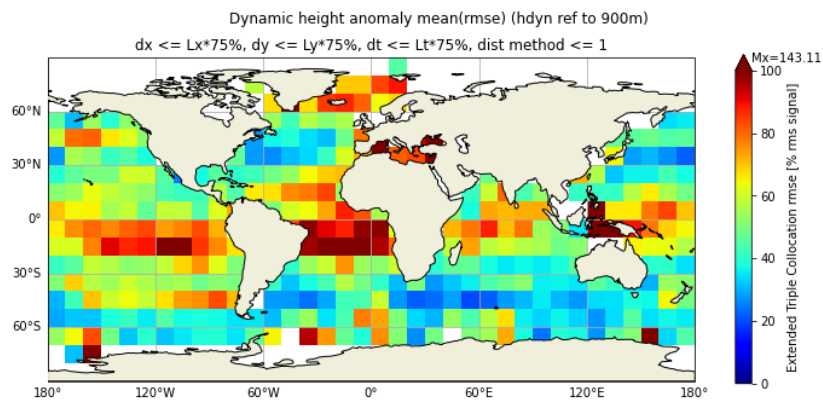 Dynamic height anomaly mean(rmse) (hdyn ref to 900m)
dx <= Lx*75%, dy <= Ly*75%, dt <= Lt*75%, dist method <= 1
Mx=143.11
100
80
60
40
20
0
Extended Triple Collocation rmse [% rms signal]
60°N
30°N
0°
30°S
60°S
180° 120°W 60°W 0° 60°E 120°E 180°